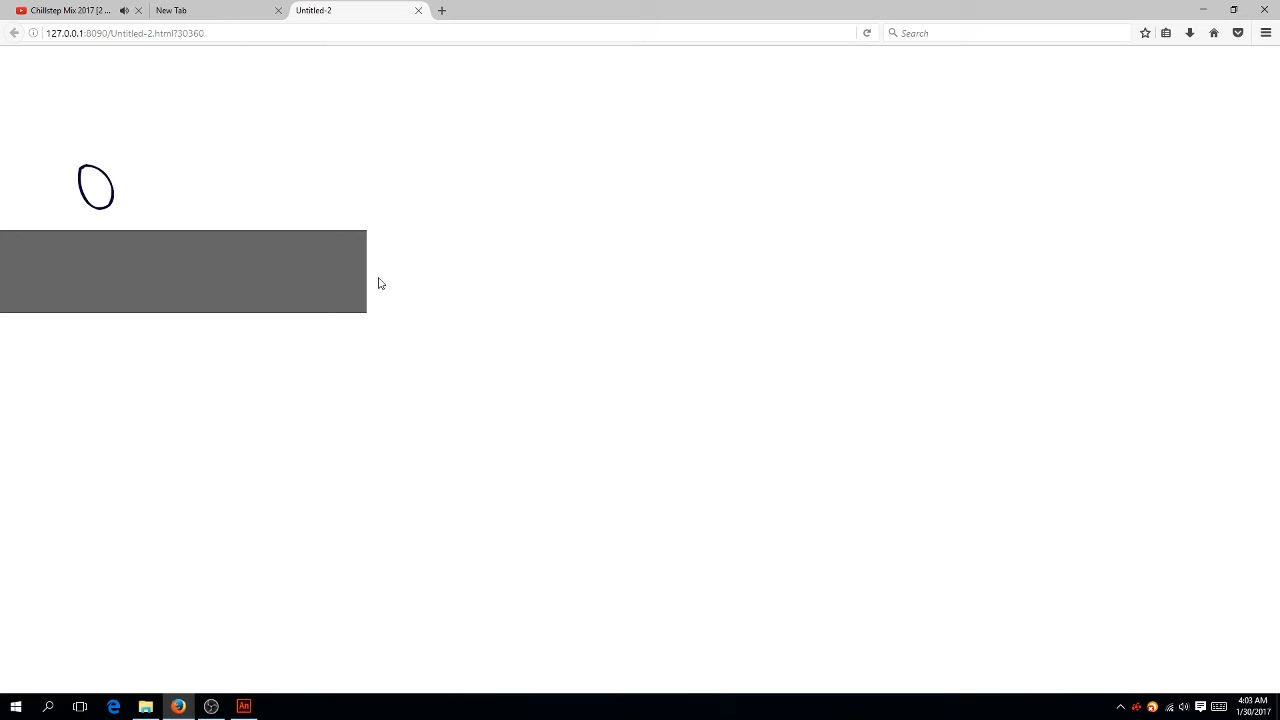 Chillstep Mix 2017 [2 ...
New Tab
Untitled-2
127.0.0.1:8090/Untitled-2.html?30360
Search
An
4:03 AM
1/30/2017